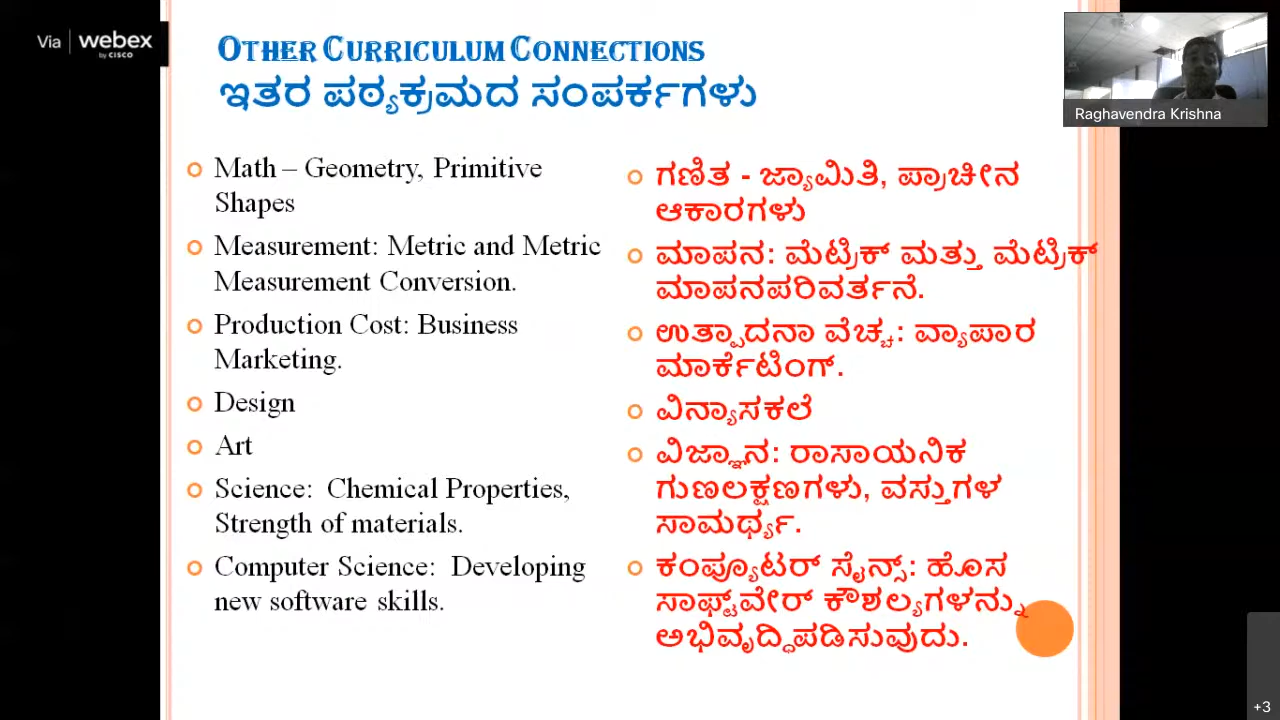 Via webex
by CISCO
OTHER CURRICULUM CONNECTIONS
ಇತರ ಪಠ್ಯಕ್ರಮದ ಸಂಪರ್ಕಗಳು
Raghavendra Krishna
Math – Geometry, Primitive
Shapes
Measurement: Metric and Metric
Measurement Conversion.
Production Cost: Business
Marketing.
Design
Art
Science: Chemical Properties,
Strength of materials.
Computer Science: Developing
new software skills.
ಗಣಿತ - ಜ್ಯಾಮಿತಿ, ಪ್ರಾಚೀನ
ಆಕಾರಗಳು
ಮಾಪನ: ಮೆಟ್ರಿಕ್ ಮತ್ತು ಮೆಟ್ರಿಕ್
ಮಾಪನಪರಿವರ್ತನೆ.
ಉತ್ಪಾದನಾ ವೆಚ್ಚ: ವ್ಯಾಪಾರ
ಮಾರ್ಕೆಟಿಂಗ್.
ವಿನ್ಯಾಸಕಲೆ
ವಿಜ್ಞಾನ: ರಾಸಾಯನಿಕ
ಗುಣಲಕ್ಷಣಗಳು, ವಸ್ತುಗಳ
ಸಾಮರ್ಥ್ಯ.
ಕಂಪ್ಯೂಟರ್ ಸೈನ್ಸ್: ಹೊಸ
ಸಾಫ್ಟ್‌ವೇರ್ ಕೌಶಲ್ಯಗಳನ್ನು
ಅಭಿವೃದ್ಧಿಪಡಿಸುವುದು.
+3